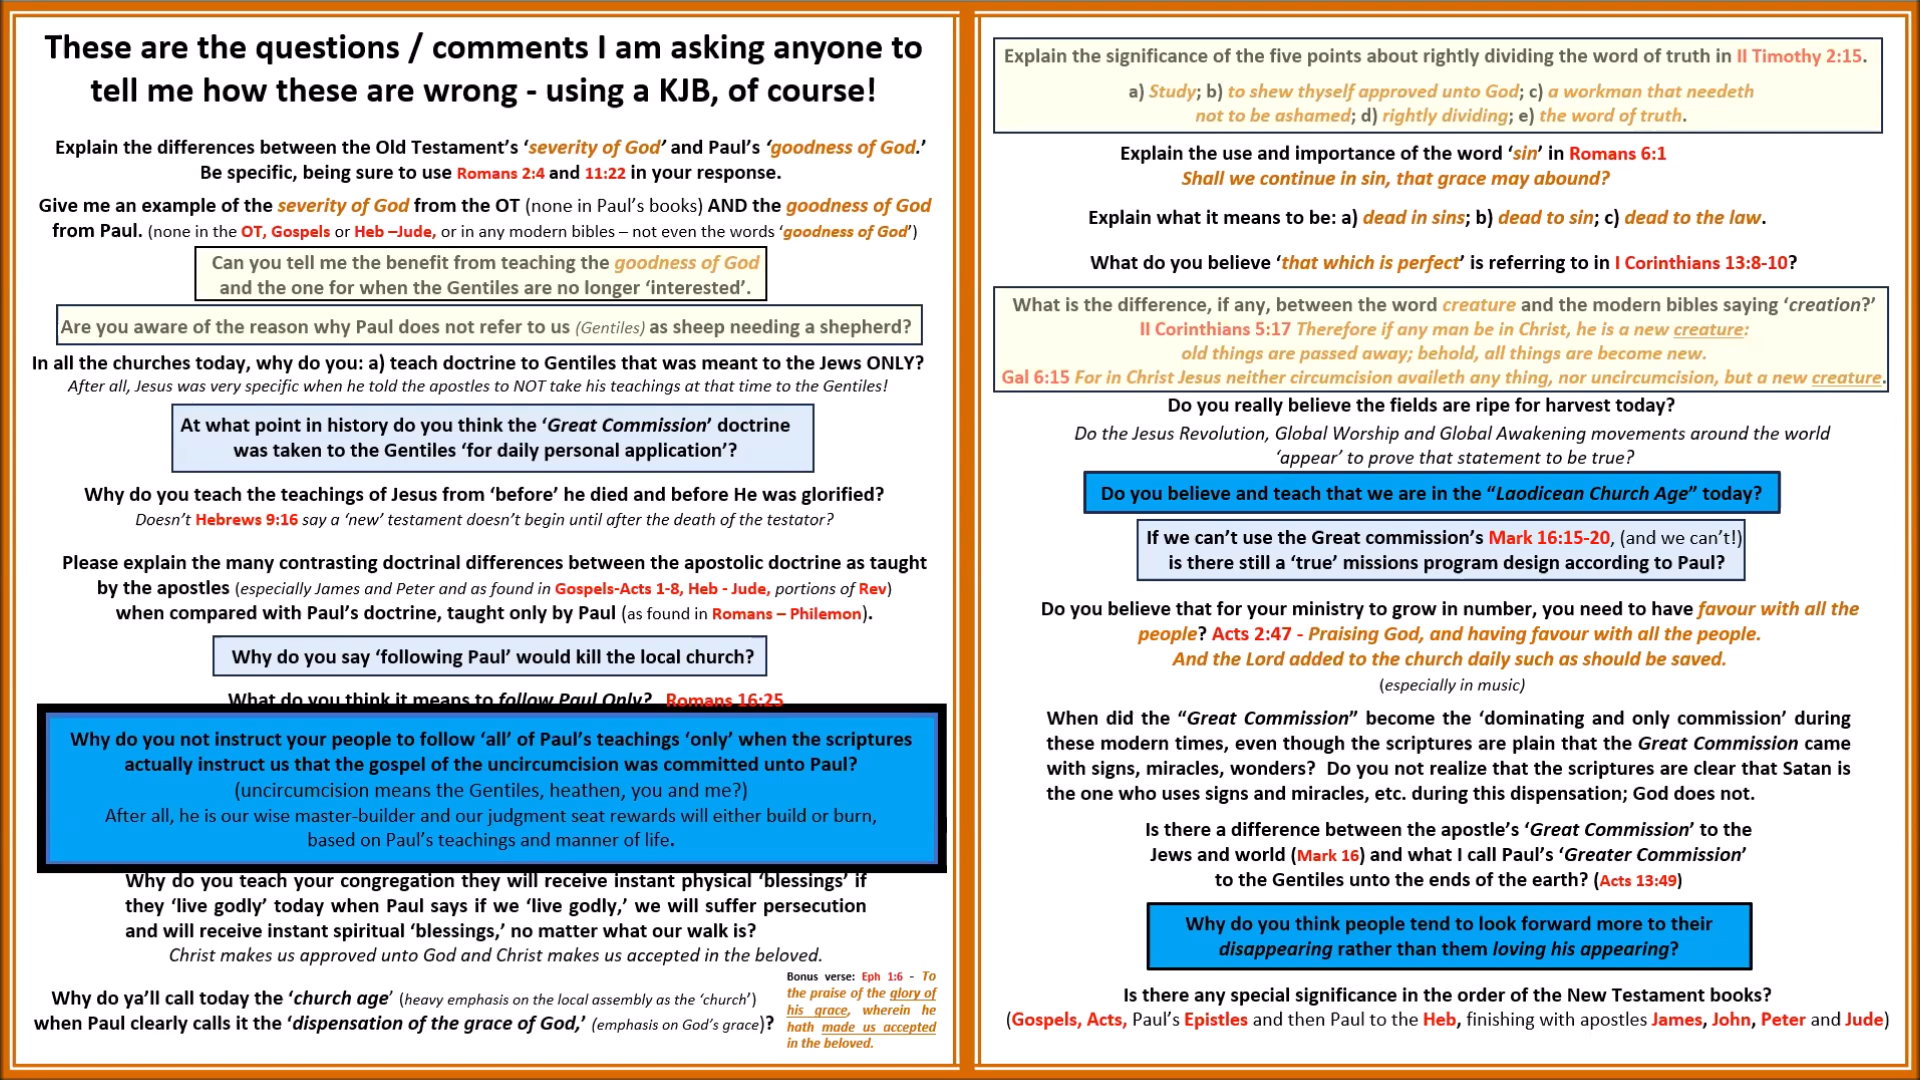 These are the questions / comments I am asking anyone to
tell me how these are wrong - using a KJB, of course!
Explain the differences between the Old Testament's 'severity of God' and Paul's 'goodness of God.'
Be specific, being sure to use Romans 2:4 and 11:22 in your response.
Give me an example of the severity of God from the OT (none in Paul's books) AND the goodness of God
from Paul. (none in the OT, Gospels or Heb –Jude, or in any modern bibles – not even the words 'goodness of God')
Can you tell me the benefit from teaching the goodness of God
and the one for when the Gentiles are no longer 'interested'.
Are you aware of the reason why Paul does not refer to us (Gentiles) as sheep needing a shepherd?
In all the churches today, why do you: a) teach doctrine to Gentiles that was meant to the Jews ONLY?
After all, Jesus was very specific when he told the apostles to NOT take his teachings at that time to the Gentiles!
At what point in history do you think the 'Great Commission' doctrine
was taken to the Gentiles 'for daily personal application'?
Why do you teach the teachings of Jesus from 'before' he died and before He was glorified?
Doesn't Hebrews 9:16 say a 'new' testament doesn't begin until after the death of the testator?
Please explain the many contrasting doctrinal differences between the apostolic doctrine as taught
by the apostles (especially James and Peter and as found in Gospels-Acts 1-8, Heb - Jude, portions of Rev)
when compared with Paul's doctrine, taught only by Paul (as found in Romans – Philemon).
Why do you say 'following Paul' would kill the local church?
What do you think it means to follow Paul Only? Romans 16:25
Why do you not instruct your people to follow 'all' of Paul's teachings 'only' when the scriptures
actually instruct us that the gospel of the uncircumcision was committed unto Paul?
(uncircumcision means the Gentiles, heathen, you and me?)
After all, he is our wise master-builder and our judgment seat rewards will either build or burn,
based on Paul's teachings and manner of life.
Why do you teach your congregation they will receive instant physical 'blessings' if
they 'live godly' today when Paul says if we 'live godly,' we will suffer persecution
and will receive instant spiritual 'blessings,' no matter what our walk is?
Christ makes us approved unto God and Christ makes us accepted in the beloved.
Why do ya'll call today the 'church age' (heavy emphasis on the local assembly as the 'church')
when Paul clearly calls it the 'dispensation of the grace of God,' (emphasis on God's grace)?
Bonus verse: Eph 1:6 - To
the praise of the glory of
his grace, wherein he
hath made us accepted
in the beloved.
Explain the significance of the five points about rightly dividing the word of truth in II Timothy 2:15.
a) Study; b) to shew thyself approved unto God; c) a workman that needeth
not to be ashamed; d) rightly dividing; e) the word of truth.
Explain the use and importance of the word 'sin' in Romans 6:1
Shall we continue in sin, that grace may abound?
Explain what it means to be: a) dead in sins; b) dead to sin; c) dead to the law.
What do you believe 'that which is perfect' is referring to in I Corinthians 13:8-10?
What is the difference, if any, between the word creature and the modern bibles saying 'creation?'
II Corinthians 5:17 Therefore if any man be in Christ, he is a new creature:
old things are passed away; behold, all things are become new.
Gal 6:15 For in Christ Jesus neither circumcision availeth any thing, nor uncircumcision, but a new creature.
Do you really believe the fields are ripe for harvest today?
Do the Jesus Revolution, Global Worship and Global Awakening movements around the world
'appear' to prove that statement to be true?
Do you believe and teach that we are in the "Laodicean Church Age" today?
If we can't use the Great commission's Mark 16:15-20, (and we can't!)
is there still a 'true' missions program design according to Paul?
Do you believe that for your ministry to grow in number, you need to have favour with all the
people? Acts 2:47 - Praising God, and having favour with all the people.
And the Lord added to the church daily such as should be saved.
(especially in music)
When did the "Great Commission" become the 'dominating and only commission' during
these modern times, even though the scriptures are plain that the Great Commission came
with signs, miracles, wonders? Do you not realize that the scriptures are clear that Satan is
the one who uses signs and miracles, etc. during this dispensation; God does not.
Is there a difference between the apostle's 'Great Commission' to the
Jews and world (Mark 16) and what I call Paul's 'Greater Commission'
to the Gentiles unto the ends of the earth? (Acts 13:49)
Why do you think people tend to look forward more to their
disappearing rather than them loving his appearing?
Is there any special significance in the order of the New Testament books?
(Gospels, Acts, Paul's Epistles and then Paul to the Heb, finishing with apostles James, John, Peter and Jude)